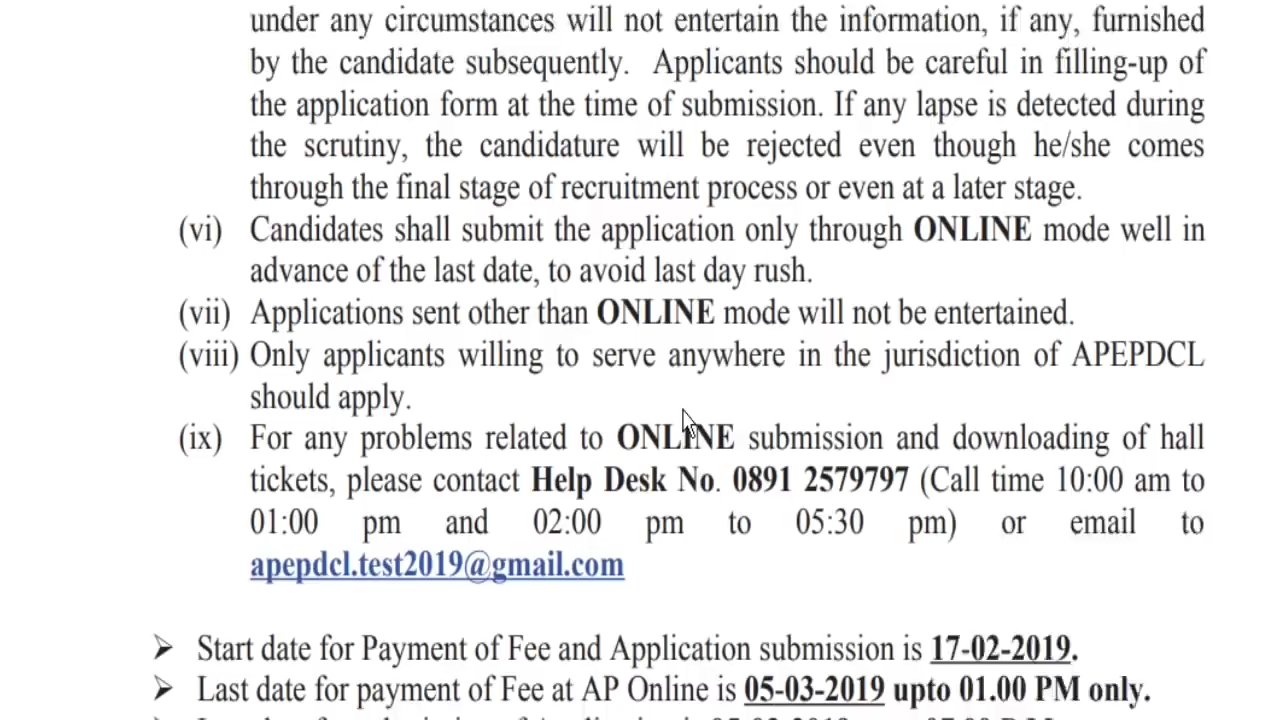 under any circumstances will not entertain the information, if any, furnished
by the candidate subsequently. Applicants should be careful in filling-up of
the application form at the time of submission. If any lapse is detected during
the scrutiny, the candidature will be rejected even though he/she comes
through the final stage of recruitment process or even at a later stage.
(vi) Candidates shall submit the application only through ONLINE mode well in
advance of the last date, to avoid last day rush.
(vii) Applications sent other than ONLINE mode will not be entertained.
(viii) Only applicants willing to serve anywhere in the jurisdiction of APEPDCL
should apply.
(ix) For any problems related to ONLINE submission and downloading of hall
tickets, please contact Help Desk No. 0891 2579797 (Call time 10:00 am to
01:00 pm and 02:00 pm to 05:30 pm) or email to
apepdcl.test2019@gmail.com
➢ Start date for Payment of Fee and Application submission is 17-02-2019.
➢ Last date for payment of Fee at AP Online is 05-03-2019 upto 01.00 PM only.